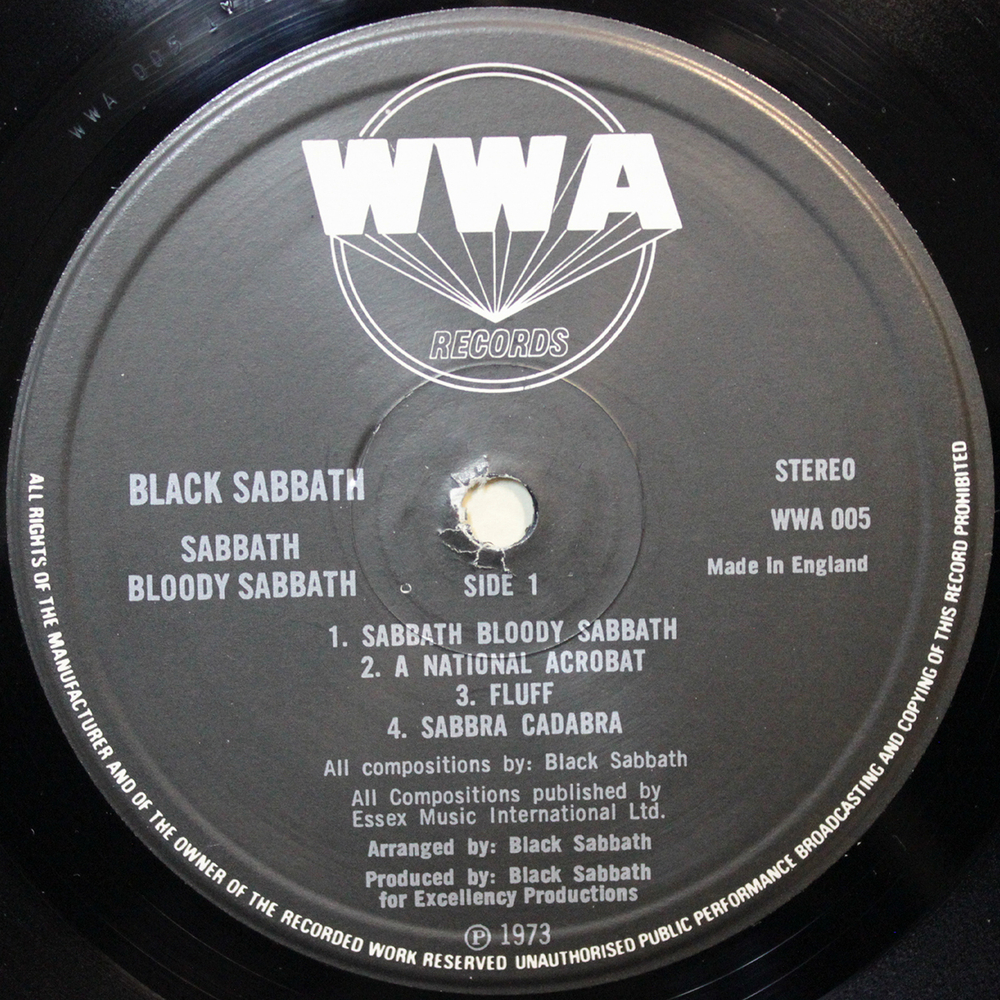 WWA 005
WWA
RECORDS
BLACK SABBATH
SABBATH
BLOODY SABBATH
STEREO
WWA 005
Made in England
SIDE 1
1. SABBATH BLOODY SABBATH
2. A NATIONAL ACROBAT
3. FLUFF
4. SABBRA CADABRA
All compositions by: Black Sabbath
All Compositions published by
Essex Music International Ltd.
Arranged by: Black Sabbath
Produced by: Black Sabbath
for Excellency Productions
℗ 1973
ALL RIGHTS OF THE MANUFACTURER AND OF THE OWNER OF THE RECORDED WORK RESERVED UNAUTHORISED PUBLIC PERFORMANCE BROADCASTING AND COPYING OF THIS RECORD PROHIBITED